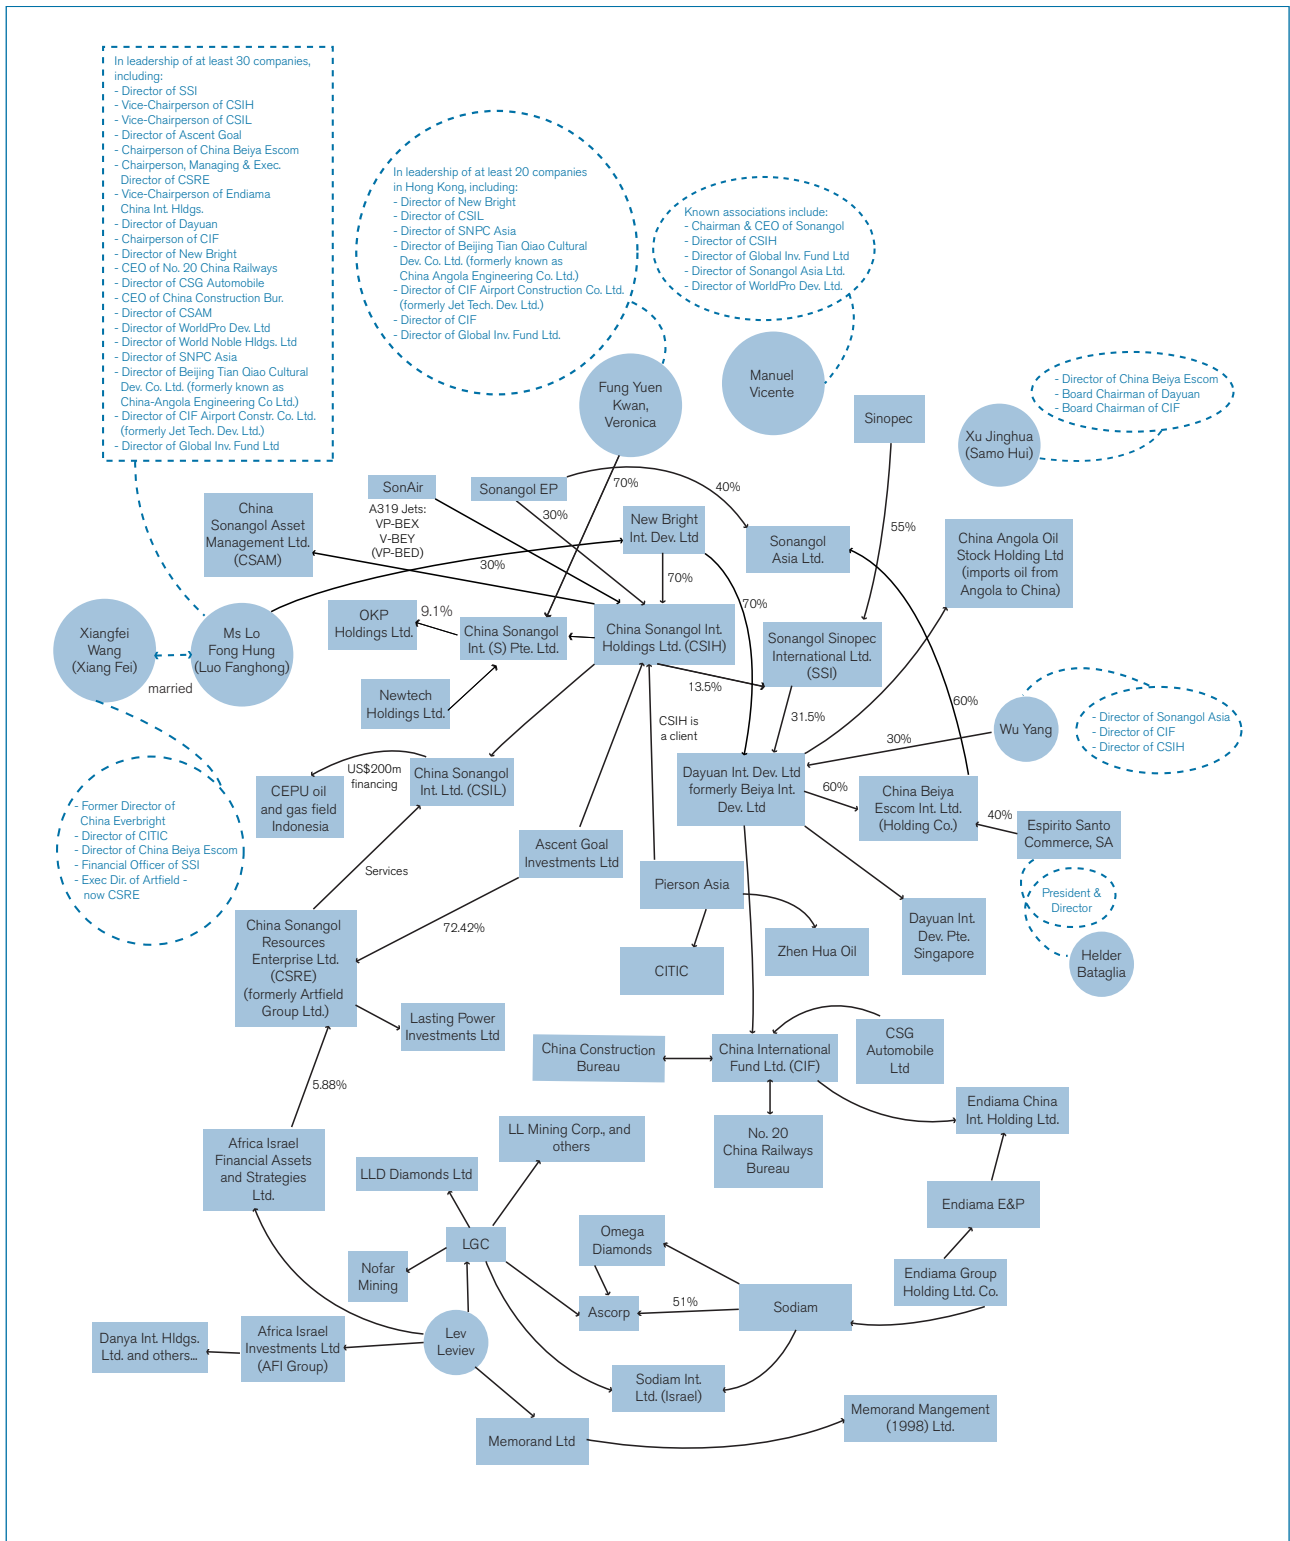 In leadership of at least 30 companies,
including:
- Director of SSI
- Vice-Chairperson of CSIH
- Vice-Chairperson of CSIL
- Director of Ascent Goal
- Chairperson of China Beiya Escom
- Chairperson, Managing & Exec.
Director of CSRE
- Vice-Chairperson of Endiama
China Int. Hldgs.
- Director of Dayuan
- Chairperson of CIF
- Director of New Bright
- CEO of No. 20 China Railways
- Director of CSG Automobile
- CEO of China Construction Bur.
- Director of CSAM
- Director of WorldPro Dev. Ltd
- Director of World Noble Hldgs. Ltd
- Director of SNPC Asia
- Director of Beijing Tian Qiao Cultural
Dev. Co. Ltd. (formerly known as
China-Angola Engineering Co Ltd.)
- Director of CIF Airport Constr. Co. Ltd.
(formerly Jet Tech. Dev. Ltd.)
- Director of Global Inv. Fund Ltd
In leadership of at least 20 companies
in Hong Kong, including:
- Director of New Bright
- Director of CSIL
- Director of SNPC Asia
- Director of Beijing Tian Qiao Cultural
Dev. Co. Ltd. (formerly known as
China Angola Engineering Co. Ltd.)
- Director of CIF Airport Construction Co. Ltd.
(formerly Jet Tech. Dev. Ltd.)
- Director of CIF
- Director of Global Inv. Fund Ltd.
Known associations include:
- Chairman & CEO of Sonangol
- Director of CSIH
- Director of Global Inv. Fund Ltd
- Director of Sonangol Asia Ltd.
- Director of WorldPro Dev. Ltd.
Fung Yuen
Kwan,
Veronica
Manuel
Vicente
Sinopec
- Director of China Beiya Escom
- Board Chairman of Dayuan
- Board Chairman of CIF
Xu Jinghua
(Samo Hui)
China
Sonangol Asset
Management Ltd.
(CSAM)
SonAir
A319 Jets:
VP-BEX
V-BEY
(VP-BED)
Sonangol EP
30%
70%
40%
New Bright
Int. Dev. Ltd
Sonangol
Asia Ltd.
55%
China Angola Oil
Stock Holding Ltd
(imports oil from
Angola to China)
30%
70%
70%
Xiangfei
Wang
(Xiang Fei)
married
Ms Lo
Fong Hung
(Luo Fanghong)
OKP
Holdings Ltd.
9.1%
China Sonangol
Int. (S) Pte. Ltd.
China Sonangol Int.
Holdings Ltd. (CSIH)
Sonangol Sinopec
International Ltd.
(SSI)
13.5%
Newtech
Holdings Ltd.
CSIH is
a client
31.5%
60%
30%
Wu Yang
- Director of Sonangol Asia
- Director of CIF
- Director of CSIH
US$200m
financing
China Sonangol
Int. Ltd. (CSIL)
CEPU oil
and gas field
Indonesia
Dayuan Int. Dev. Ltd
formerly Beiya Int.
Dev. Ltd
60%
China Beiya
Escom Int. Ltd.
(Holding Co.)
40%
Espirito Santo
Commerce, SA
- Former Director of
China Everbright
- Director of CITIC
- Director of China Beiya Escom
- Financial Officer of SSI
- Exec Dir. of Artfield -
now CSRE
Services
Ascent Goal
Investments Ltd
Pierson Asia
President &
Director
72.42%
China Sonangol
Resources
Enterprise Ltd.
(CSRE)
(formerly Artfield
Group Ltd.)
CITIC
Zhen Hua Oil
Dayuan Int.
Dev. Pte.
Singapore
Helder
Bataglia
Lasting Power
Investments Ltd
China Construction
Bureau
China International
Fund Ltd. (CIF)
CSG
Automobile
Ltd
5.88%
Endiama China
Int. Holding Ltd.
Africa Israel
Financial Assets
and Strategies
Ltd.
LL Mining Corp., and
others
No. 20
China Railways
Bureau
LLD Diamonds Ltd
Endiama E&P
LGC
Omega
Diamonds
Nofar
Mining
Endiama Group
Holding Ltd. Co.
Ascorp
51%
Sodiam
Danya Int. Hldgs.
Ltd. and others...
Africa Israel
Investments Ltd
(AFI Group)
Lev
Leviev
Sodiam Int.
Ltd. (Israel)
Memorand Ltd
Memorand Mangement
(1998) Ltd.